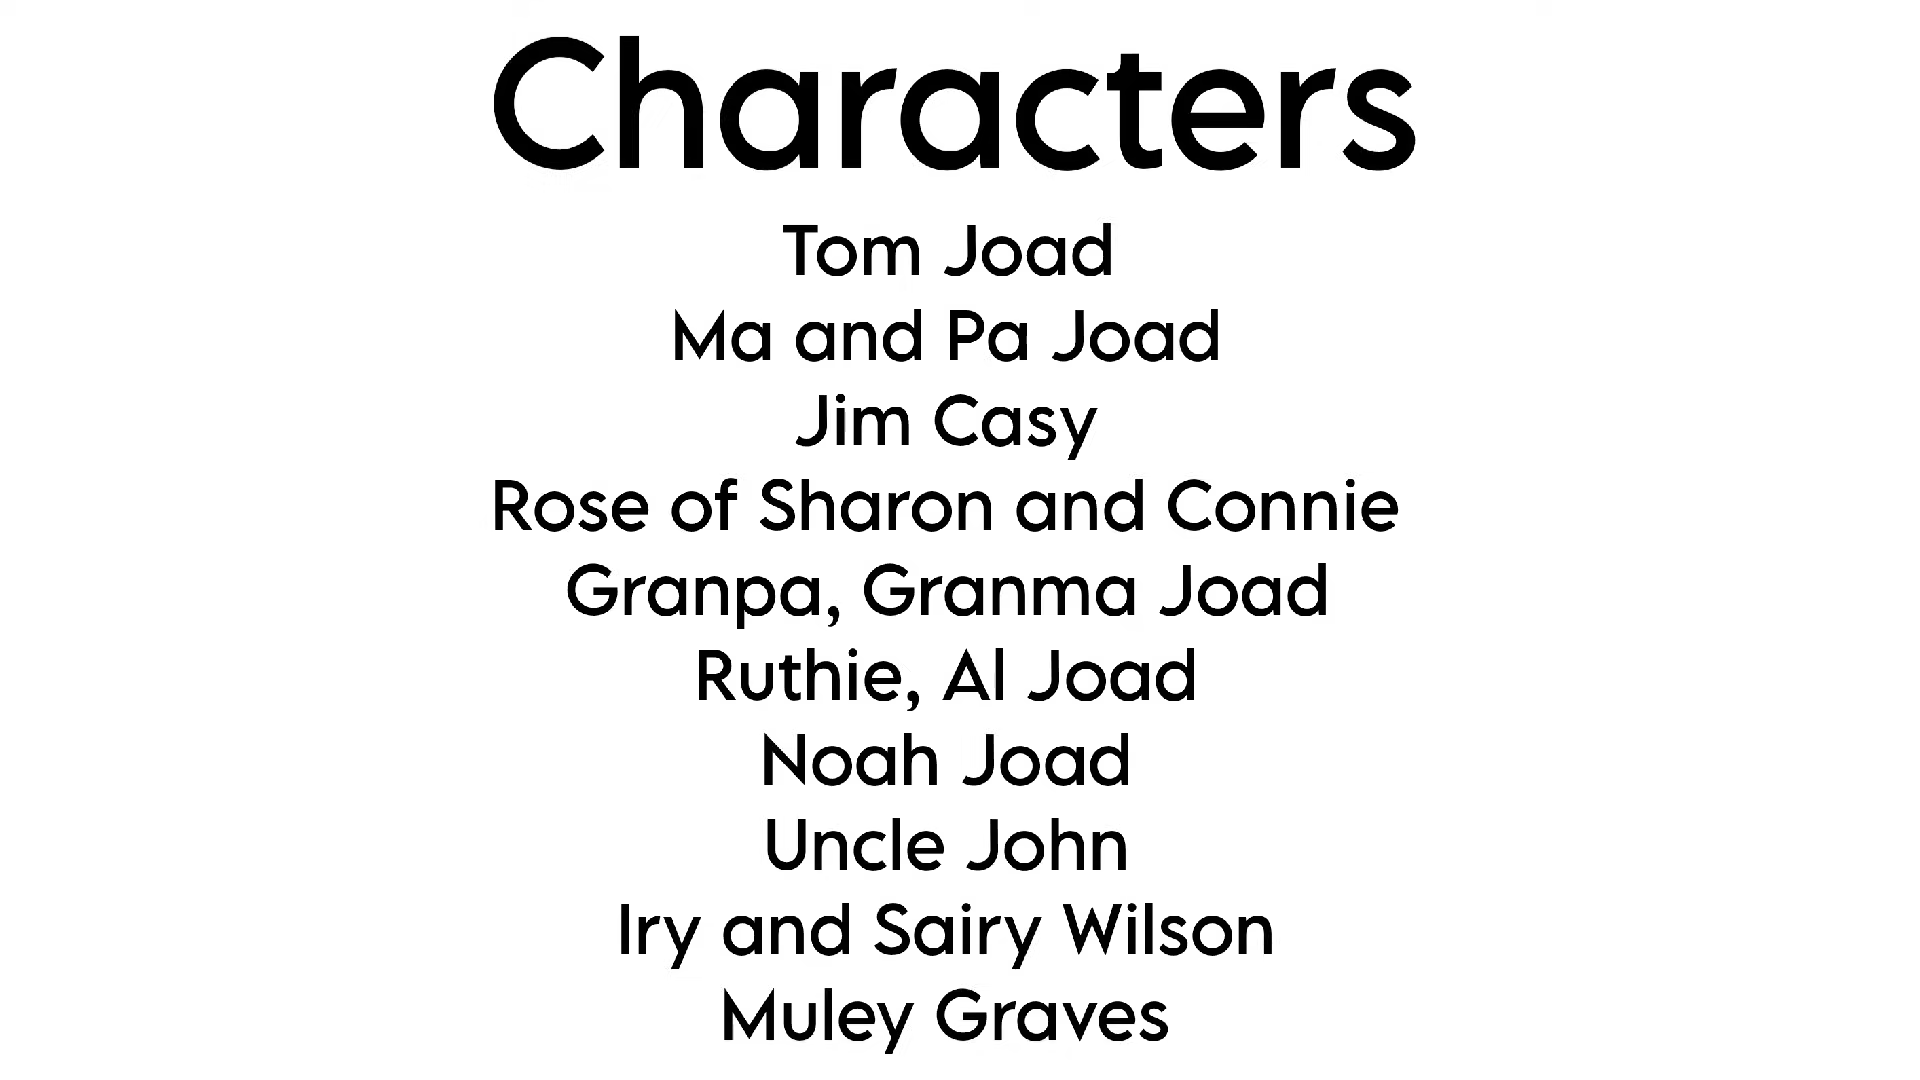 Characters
Tom Joad
Ma and Pa Joad
Jim Casy
Rose of Sharon and Connie
Granpa, Granma Joad
Ruthie, Al Joad
Noah Joad
Uncle John
Iry and Sairy Wilson
Muley Graves